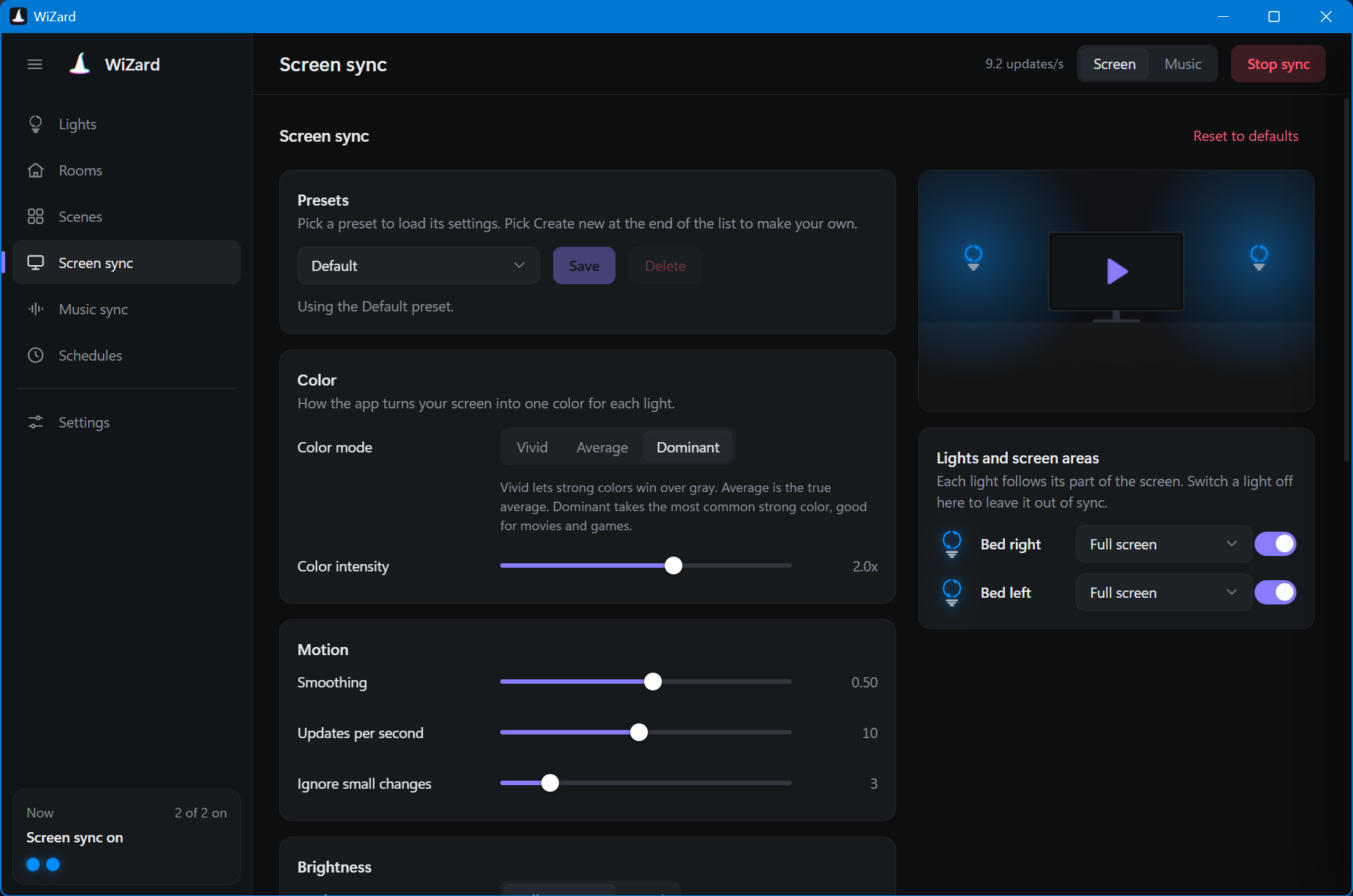 WiZard
WiZard
Lights
Rooms
Scenes
Screen sync
Music sync
Schedules
Settings
Now
2 of 2 on
Screen sync on
Screen sync
9.2 updates/s
Screen
Music
Stop sync
Screen sync
Reset to defaults
Presets
Pick a preset to load its settings. Pick Create new at the end of the list to make your own.
Default
Save
Delete
Using the Default preset.
Color
How the app turns your screen into one color for each light.
Color mode
Vivid
Average
Dominant
Vivid lets strong colors win over gray. Average is the true
average. Dominant takes the most common strong color, good
for movies and games.
Color intensity
2.0x
Motion
Smoothing
0.50
Updates per second
10
Ignore small changes
3
Brightness
Lights and screen areas
Each light follows its part of the screen. Switch a light off
here to leave it out of sync.
Bed right
Full screen
Bed left
Full screen